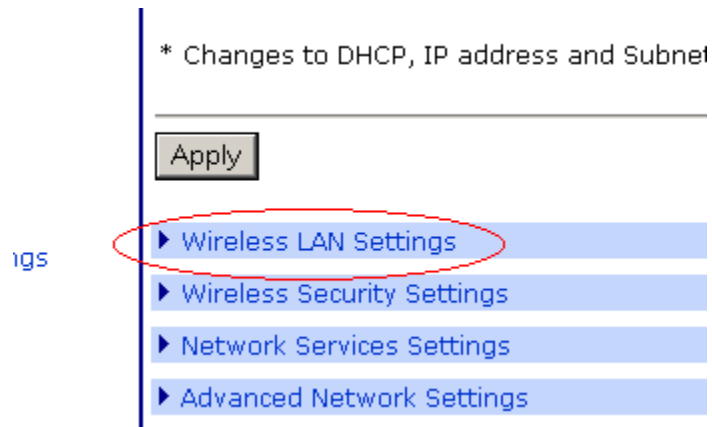 * Changes to DHCP, IP address and Subnet
Apply
Wireless LAN Settings
ngs
Wireless Security Settings
Network Services Settings
Advanced Network Settings